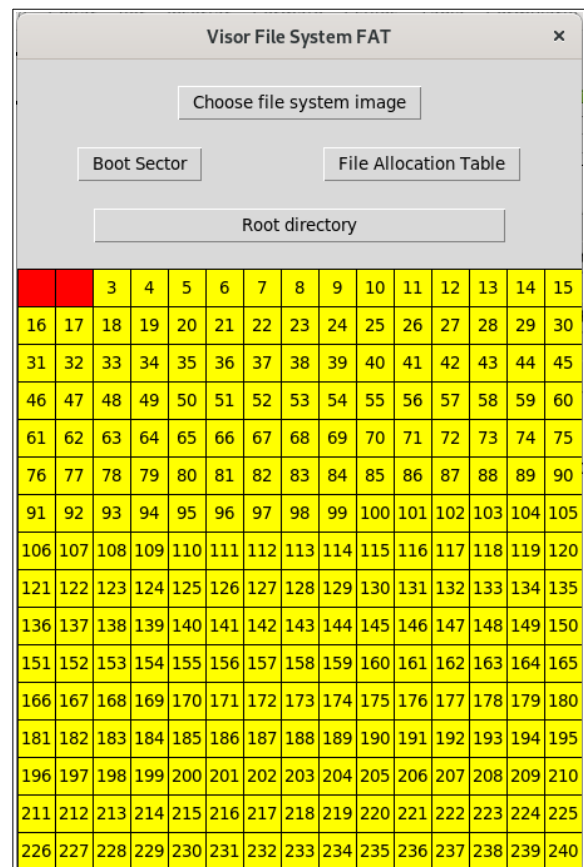 Visor File System FAT ×
Choose file system image
Boot Sector File Allocation Table
Root directory
3 4 5 6 7 8 9 10 11 12 13 14 15
16 17 18 19 20 21 22 23 24 25 26 27 28 29 30
31 32 33 34 35 36 37 38 39 40 41 42 43 44 45
46 47 48 49 50 51 52 53 54 55 56 57 58 59 60
61 62 63 64 65 66 67 68 69 70 71 72 73 74 75
76 77 78 79 80 81 82 83 84 85 86 87 88 89 90
91 92 93 94 95 96 97 98 99 100 101 102 103 104 105
106 107 108 109 110 111 112 113 114 115 116 117 118 119 120
121 122 123 124 125 126 127 128 129 130 131 132 133 134 135
136 137 138 139 140 141 142 143 144 145 146 147 148 149 150
151 152 153 154 155 156 157 158 159 160 161 162 163 164 165
166 167 168 169 170 171 172 173 174 175 176 177 178 179 180
181 182 183 184 185 186 187 188 189 190 191 192 193 194 195
196 197 198 199 200 201 202 203 204 205 206 207 208 209 210
211 212 213 214 215 216 217 218 219 220 221 222 223 224 225
226 227 228 229 230 231 232 233 234 235 236 237 238 239 240